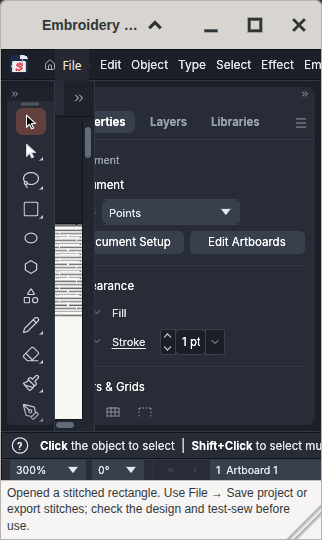 Embroidery ...
File Edit Object Type Select Effect Em
erties Layers Libraries
ment
ument
Points
cument Setup Edit Artboards
earance
Fill
Stroke 1 pt
rs & Grids
Click the object to select | Shift+Click to select mu
300% 0° 1 Artboard 1
Opened a stitched rectangle. Use File → Save project or
export stitches; check the design and test-sew before
use.